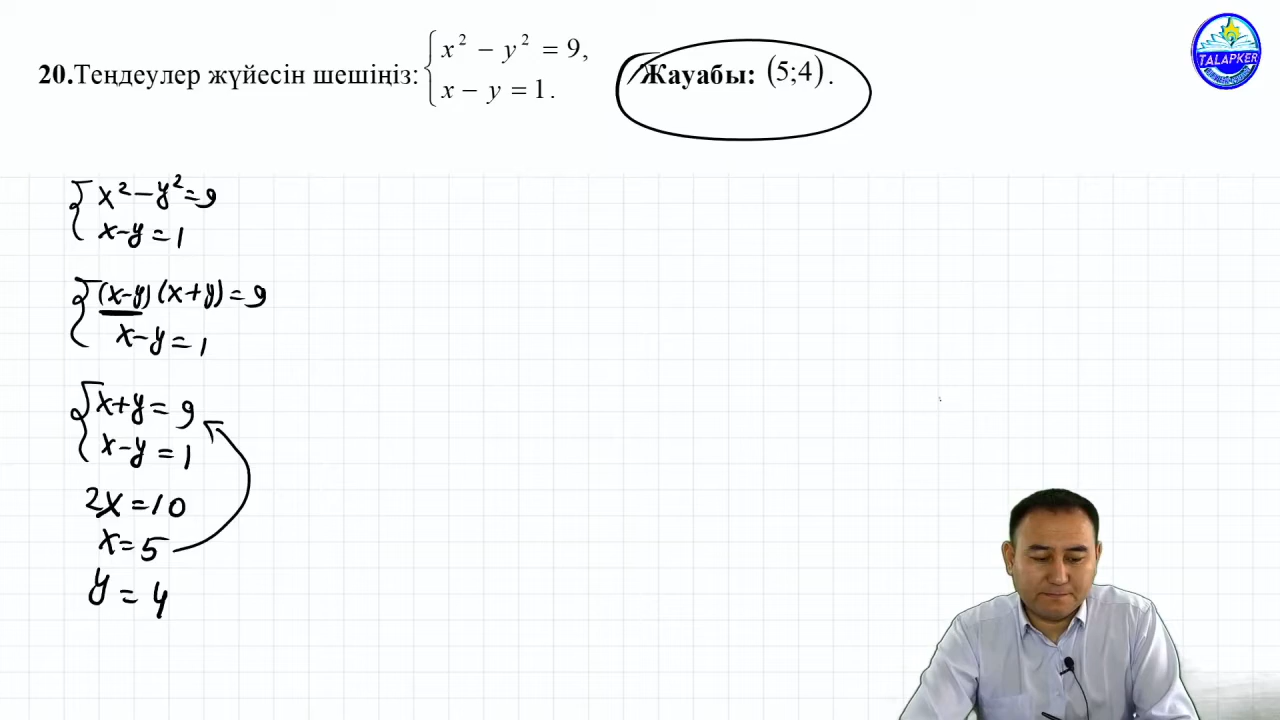 20.Теңдеулер жүйесін шешіңіз: { x² − y² = 9,
x − y = 1.
Жауабы: (5;4).
TALAPKER
x²−y²=9
x−y=1
(x−y)(x+y)=9
x−y=1
x+y=9
x−y=1
2x=10
x=5
y=4